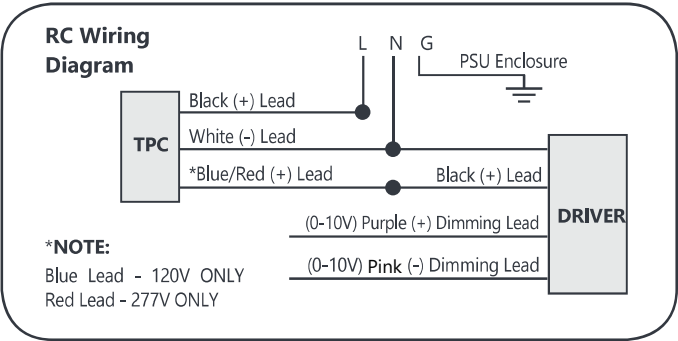 RC Wiring
Diagram
L N G
PSU Enclosure
Black (+) Lead
White (-) Lead
TPC
*Blue/Red (+) Lead
Black (+) Lead
DRIVER
(0-10V) Purple (+) Dimming Lead
(0-10V) Pink (-) Dimming Lead
*NOTE:
Blue Lead - 120V ONLY
Red Lead - 277V ONLY